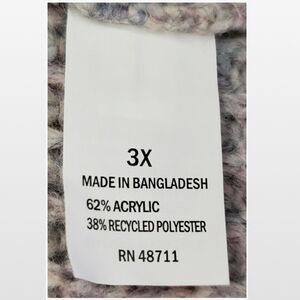 3X
MADE IN BANGLADESH
62% ACRYLIC
38% RECYCLED POLYESTER
RN 48711